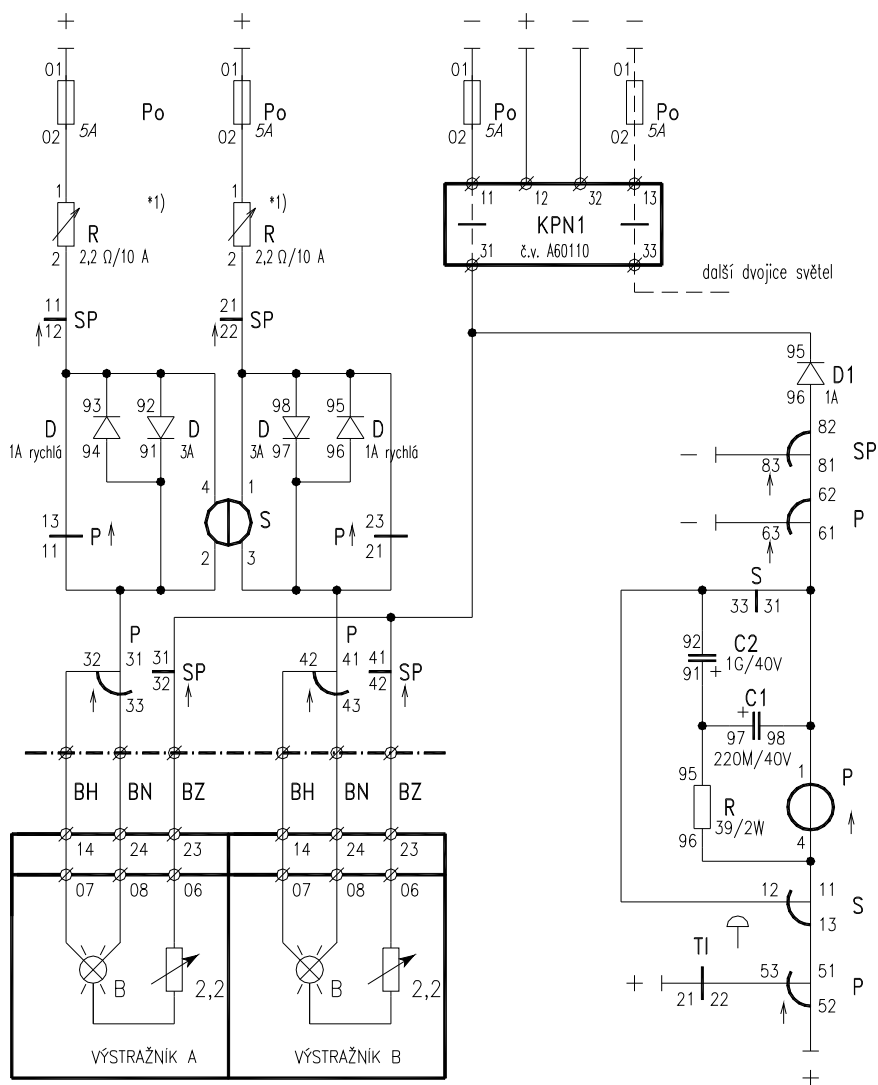 + + − + − −
01 01 01 01
Po Po Po Po
02 5A 02 5A 02 5A 02 5A
1 *1) 1 *1) 11 12 32 13
R R KPN1
2 2,2 Ω/10 A 2 2,2 Ω/10 A 31 č.v. A60110 33
další dvojice světel
11 SP 21 SP
12 22
95 D1
96 1A
93 92 98 95
D D D D
1A rychlá 94 91 3A 3A 97 96 1A rychlá
82
− 83 81 SP
62
− 63 61 P
4 1
S
2 3
13 P 23 P
11 21
S
33 31
P P
32 31 31 SP 42 41 41 SP
33 32 43 42
92 C2
91 + 1G/40V
+ C1
97 98
220M/40V
BH BN BZ BH BN BZ
95 R 1 P
96 39/2W 4
14 24 23 14 24 23
07 08 06 07 08 06
12 11 S
13
B 2,2 B 2,2
TI
+ 21 22 53 51 P
52
VÝSTRAŽNÍK A VÝSTRAŽNÍK B
+